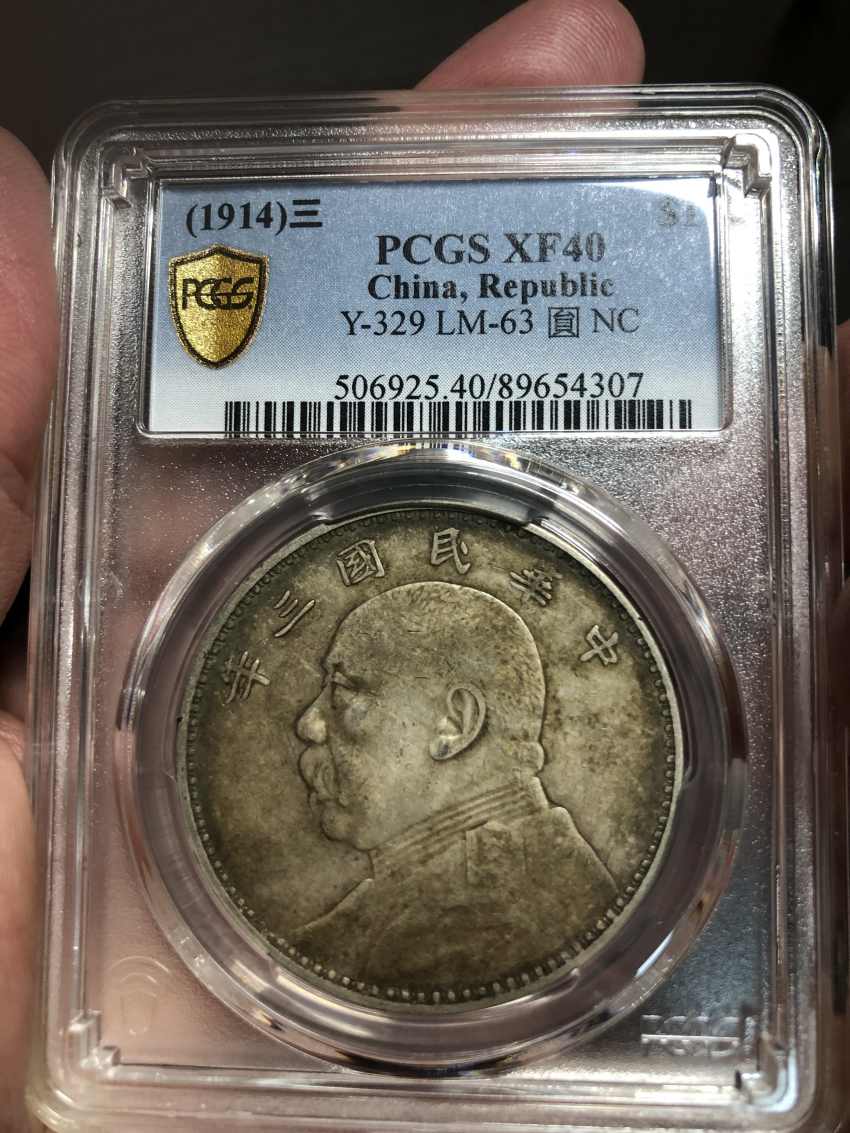 (1914)三 $1
PCGS XF40
China, Republic
PCGS
Y-329 LM-63 圓 NC
506925.40/89654307
中華民國三年